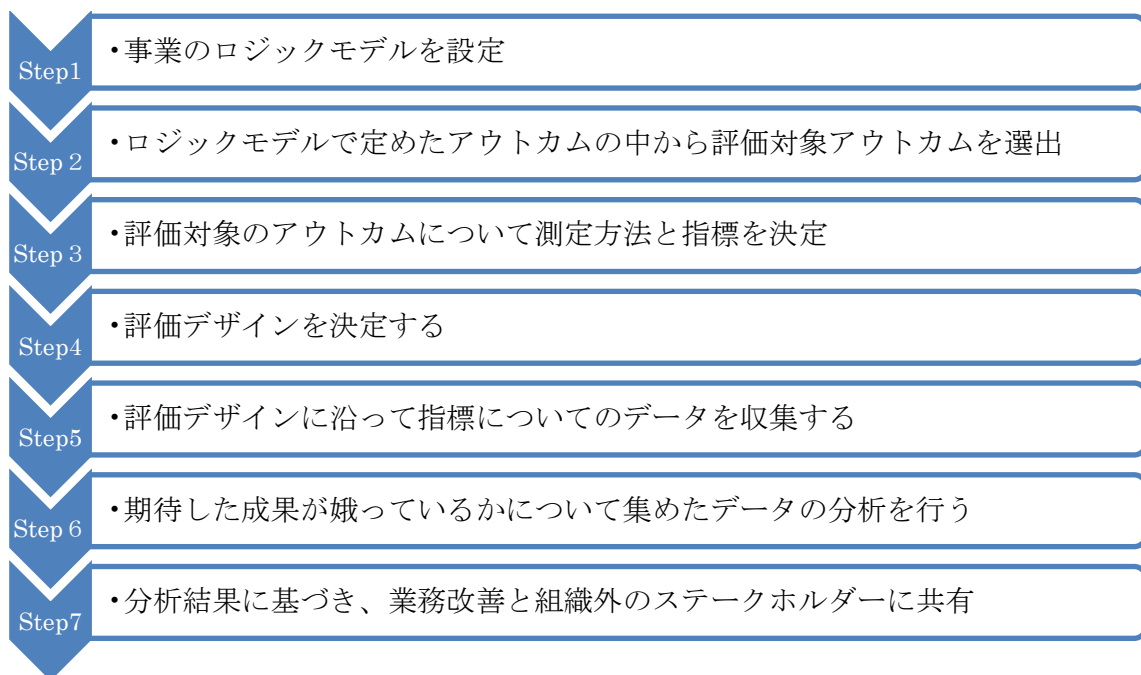 Step1
・事業のロジックモデルを設定
Step 2
・ロジックモデルで定めたアウトカムの中から評価対象アウトカムを選出
Step 3
・評価対象のアウトカムについて測定方法と指標を決定
Step4
・評価デザインを決定する
Step5
・評価デザインに沿って指標についてのデータを収集する
Step 6
・期待した成果が娥っているかについて集めたデータの分析を行う
Step7
・分析結果に基づき、業務改善と組織外のステークホルダーに共有